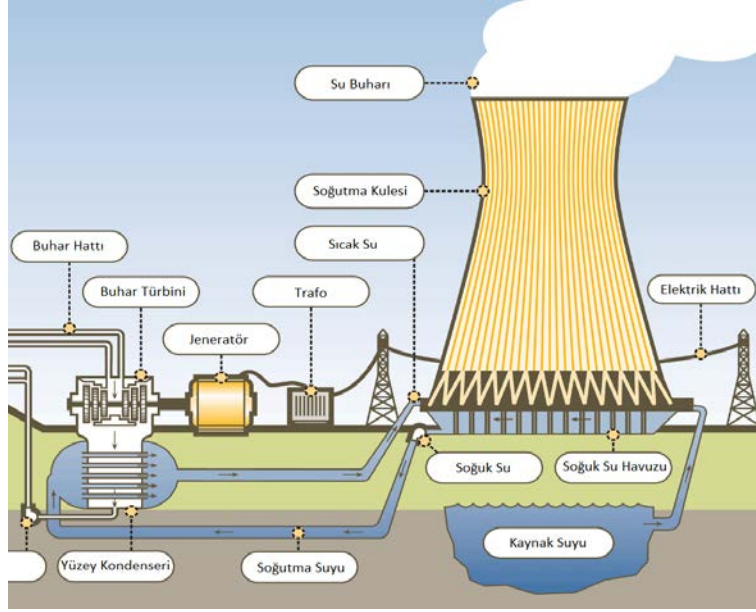 Su Buharı
Soğutma Kulesi
Sıcak Su
Buhar Hattı
Buhar Türbini
Trafo
Elektrik Hattı
Jeneratör
Soğuk Su
Soğuk Su Havuzu
Kaynak Suyu
Yüzey Kondenseri
Soğutma Suyu